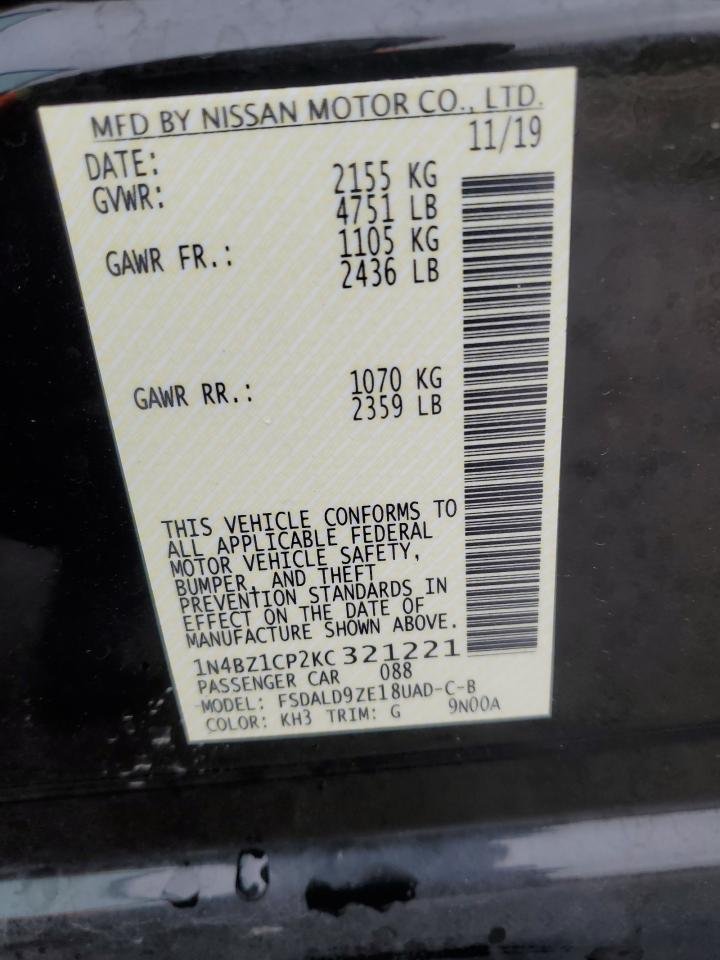 MFD BY NISSAN MOTOR CO., LTD.
DATE: 11/19
GVWR: 2155 KG
4751 LB
GAWR FR.: 1105 KG
2436 LB
GAWR RR.: 1070 KG
2359 LB
THIS VEHICLE CONFORMS TO
ALL APPLICABLE FEDERAL
MOTOR VEHICLE SAFETY,
BUMPER, AND THEFT
PREVENTION STANDARDS IN
EFFECT ON THE DATE OF
MANUFACTURE SHOWN ABOVE.
1N4BZ1CP2KC 321221
PASSENGER CAR 088
MODEL: FSDALD9ZE18UAD-C-B
COLOR: KH3 TRIM: G 9N00A